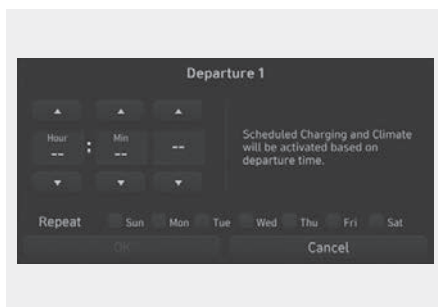 Departure 1
Hour : Min
-- -- --
Scheduled Charging and Climate
will be activated based on
departure time.
Repeat Sun Mon Tue Wed Thu Fri Sat
OK Cancel